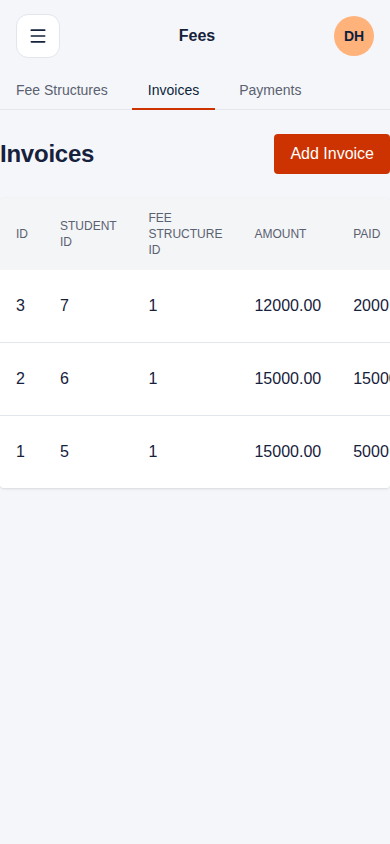 Fees
DH
Fee Structures Invoices Payments
Invoices
Add Invoice
ID STUDENT ID FEE STRUCTURE ID AMOUNT PAID
3 7 1 12000.00 2000
2 6 1 15000.00 1500
1 5 1 15000.00 5000